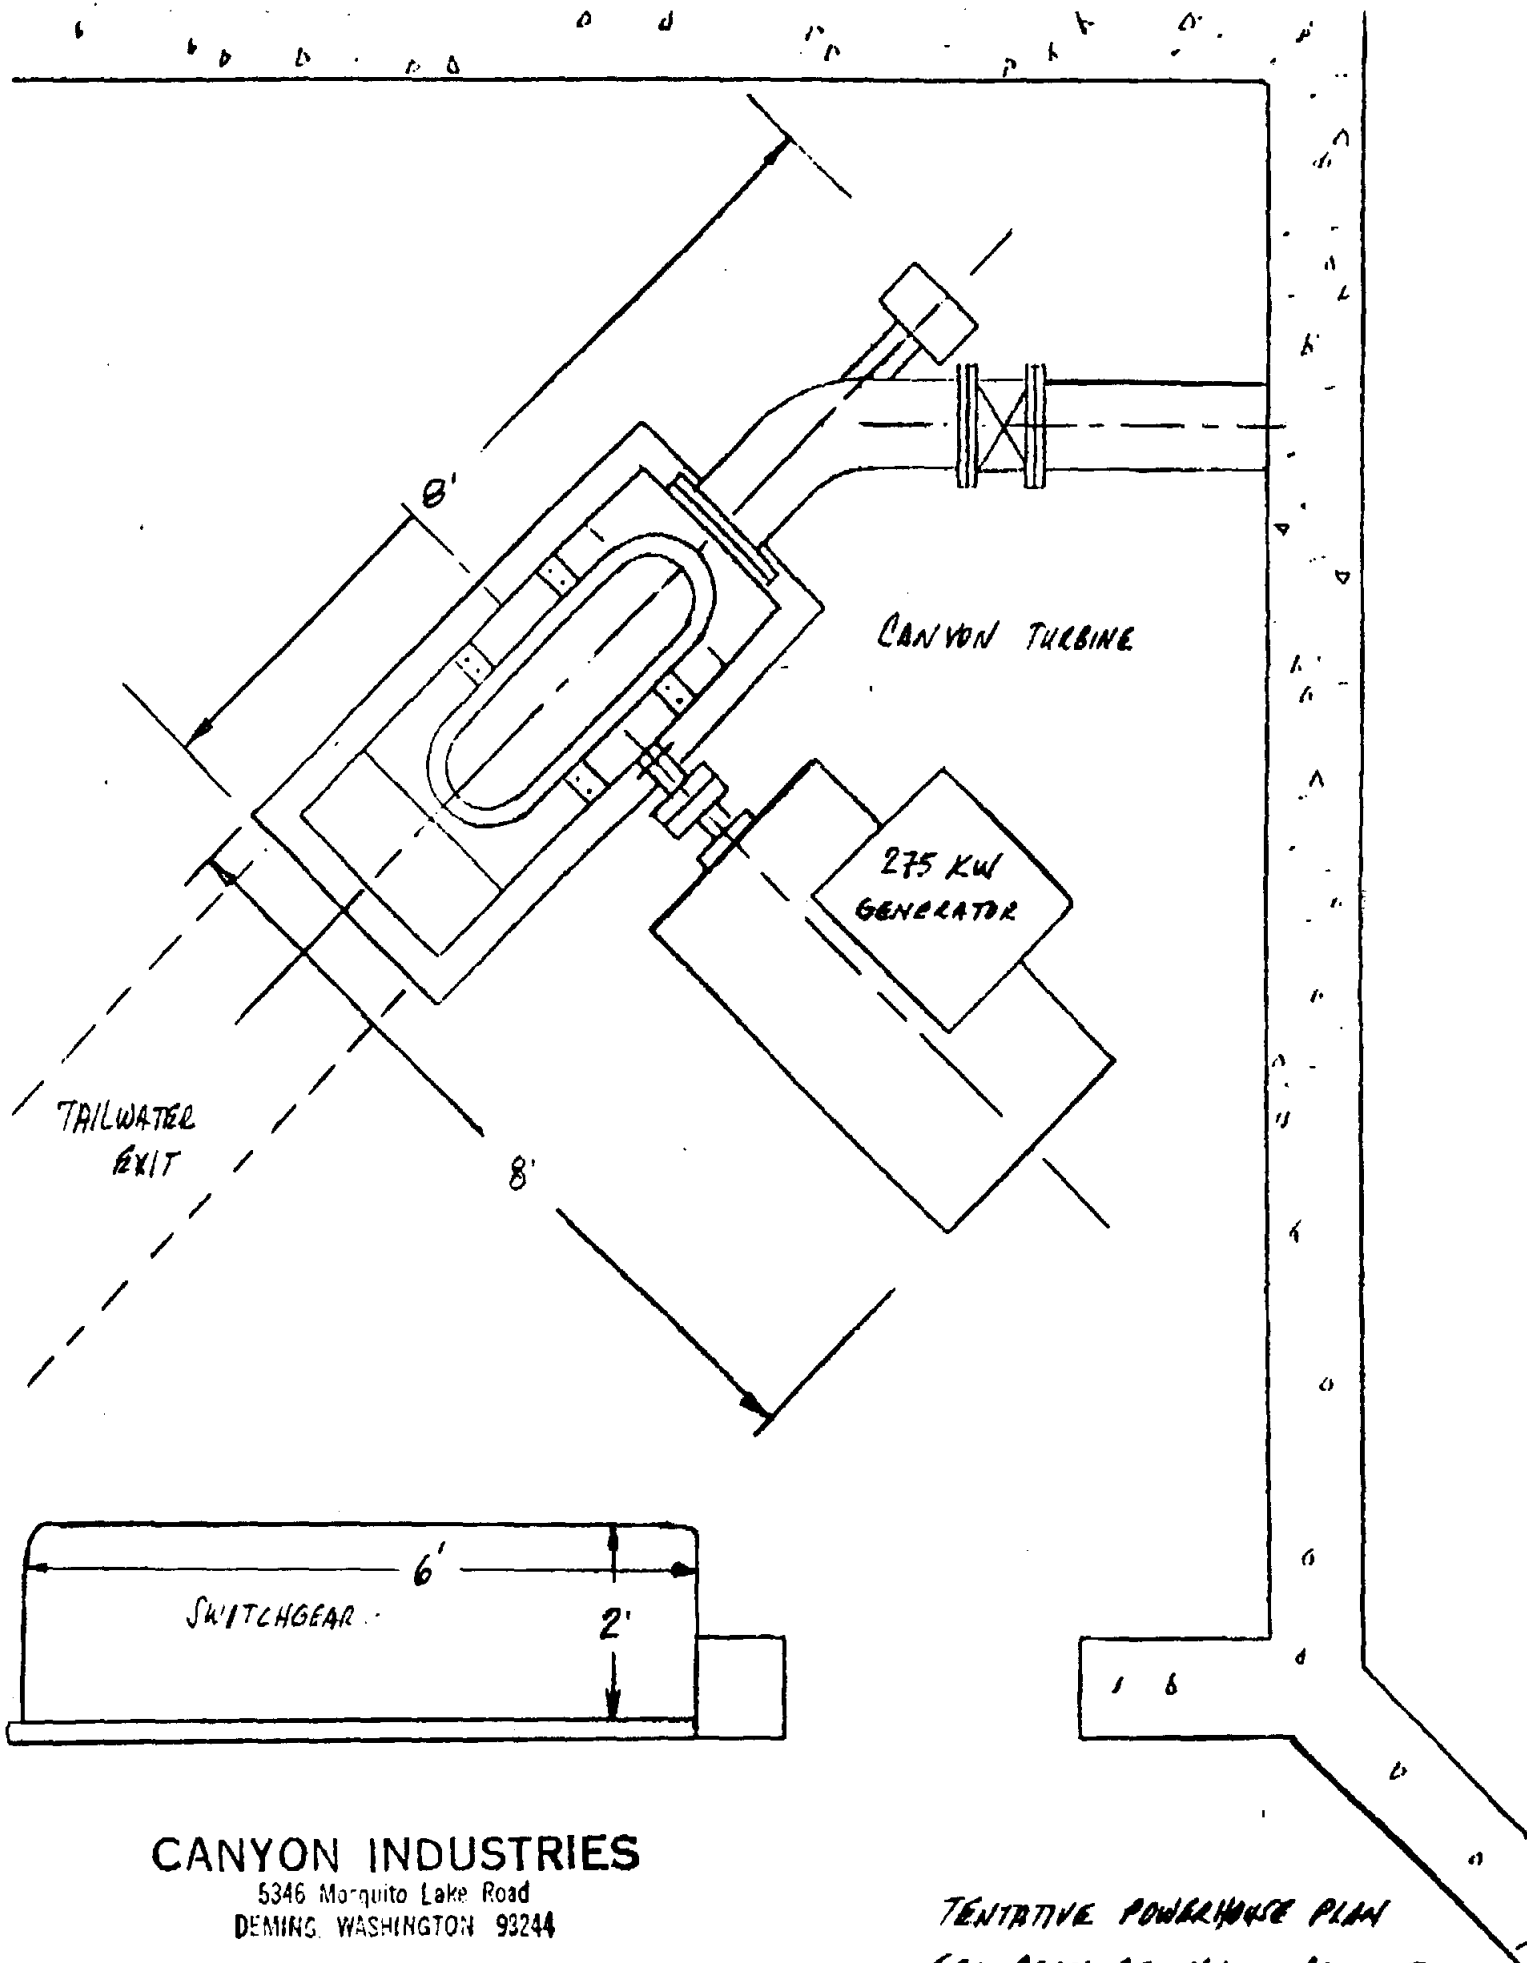 8'
CANYON TURBINE
275 KW
GENERATOR
TAILWATER
EXIT
8'
6'
SWITCHGEAR
2'
CANYON INDUSTRIES
5346 Mosquito Lake Road
DEMING, WASHINGTON 98244
TENTATIVE POWERHOUSE PLAN